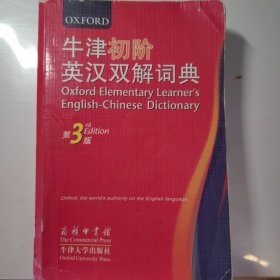 OXFORD
牛津初阶
英汉双解词典
Oxford Elementary Learner's
English-Chinese Dictionary
第3版
rd Edition
Oxford: the world's authority on the English language
商务印书馆
The Commercial Press
牛津大学出版社
Oxford University Press